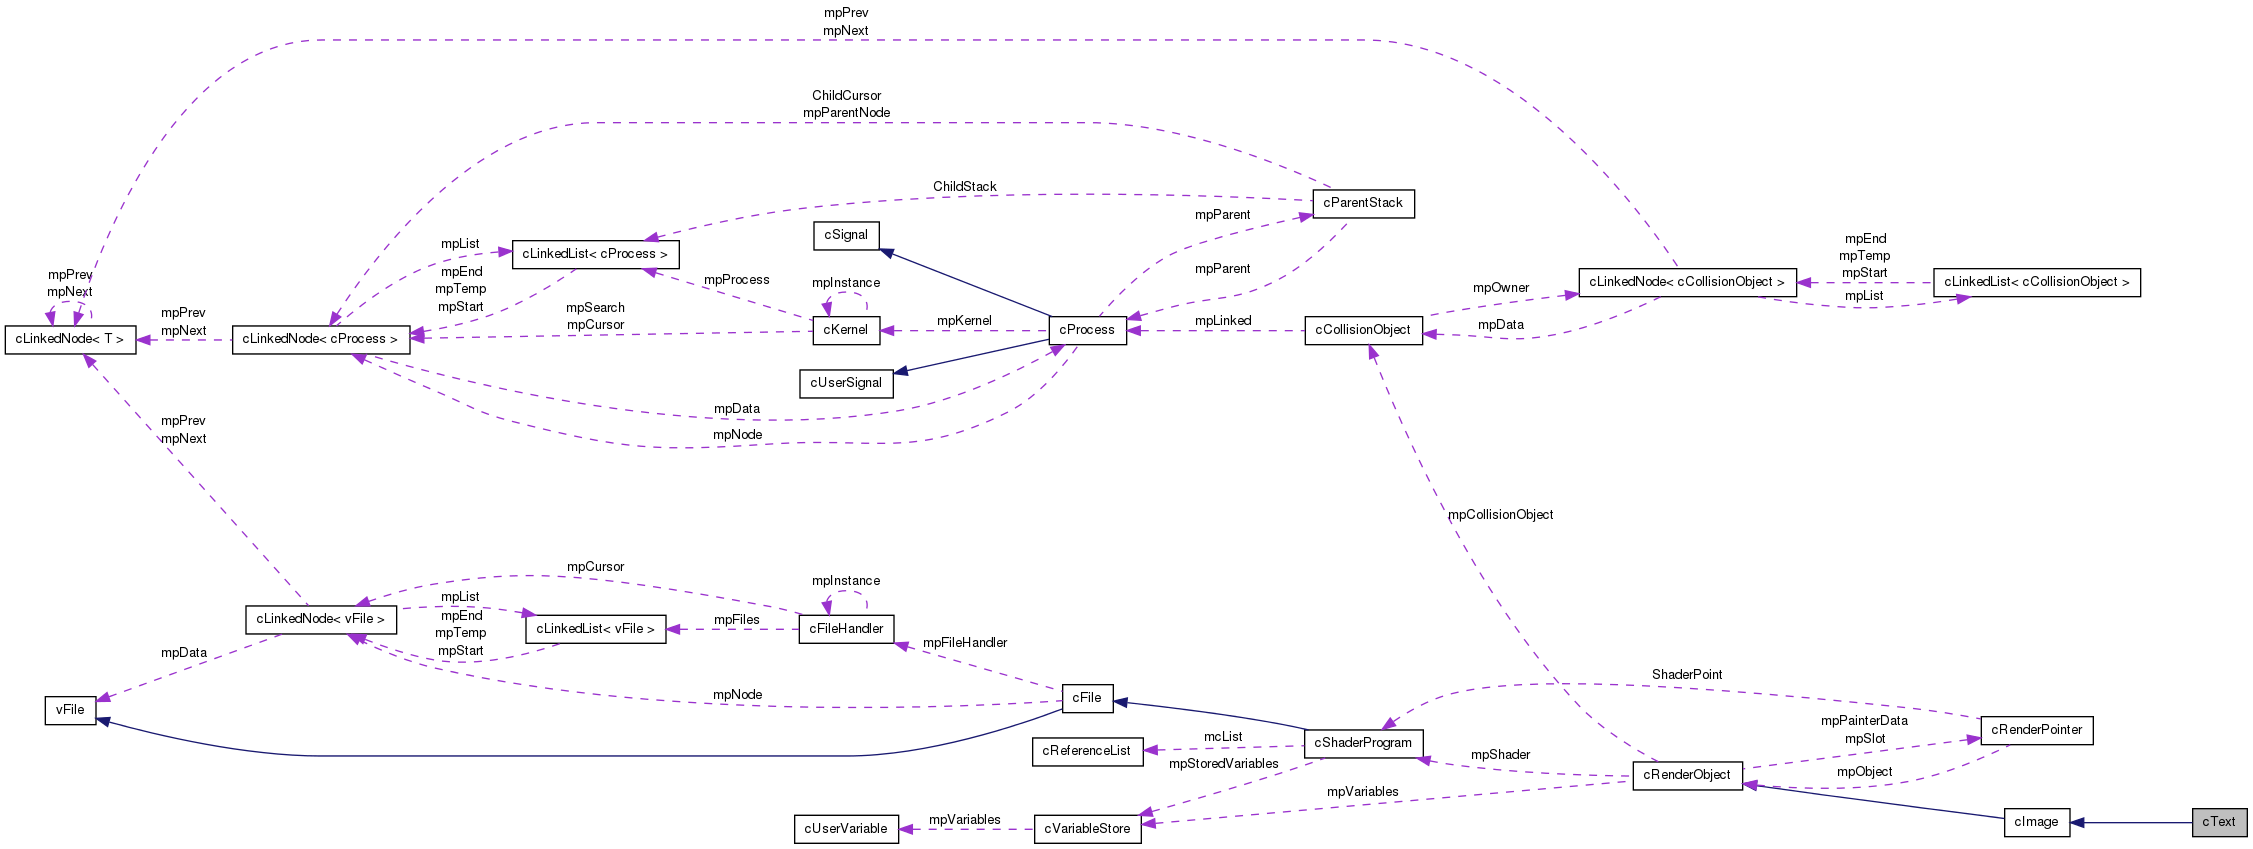 mpPrev
mpNext
ChildCursor
mpParentNode
ChildStack
cParentStack
mpParent
cSignal
mpList
cLinkedList< cProcess >
mpEnd
mpTemp
mpStart
mpPrev
mpNext
mpEnd
mpTemp
mpStart
mpProcess
mpInstance
mpParent
mpOwner
cLinkedNode< cCollisionObject >
mpList
cLinkedList< cCollisionObject >
mpPrev
mpNext
mpSearch
mpCursor
cLinkedNode< T >
cLinkedNode< cProcess >
cKernel
mpKernel
cProcess
mpLinked
cCollisionObject
mpData
cUserSignal
mpData
mpNode
mpPrev
mpNext
mpCollisionObject
mpCursor
mpInstance
cLinkedNode< vFile >
mpList
mpEnd
mpTemp
mpStart
cLinkedList< vFile >
mpFiles
cFileHandler
mpFileHandler
mpData
mpNode
vFile
cFile
ShaderPoint
mcList
cReferenceList
cShaderProgram
mpPainterData
mpSlot
cRenderPointer
mpStoredVariables
mpShader
cRenderObject
mpObject
mpVariables
cUserVariable
mpVariables
cVariableStore
cImage
cText